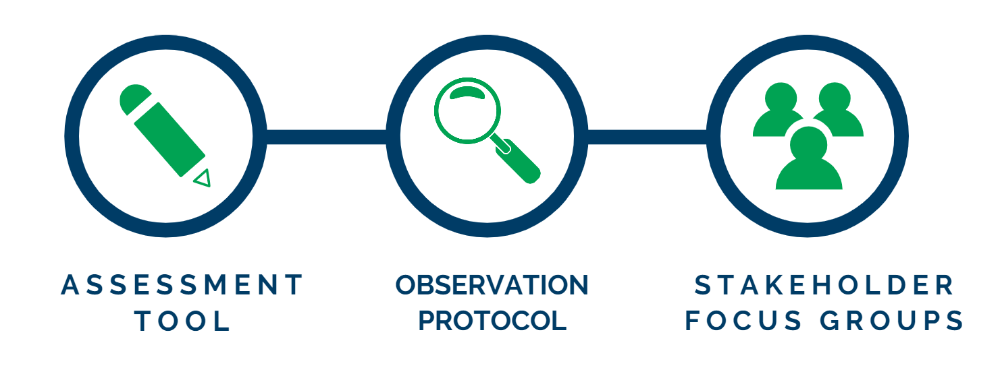 ASSESSMENT
TOOL
OBSERVATION
PROTOCOL
STAKEHOLDER
FOCUS GROUPS